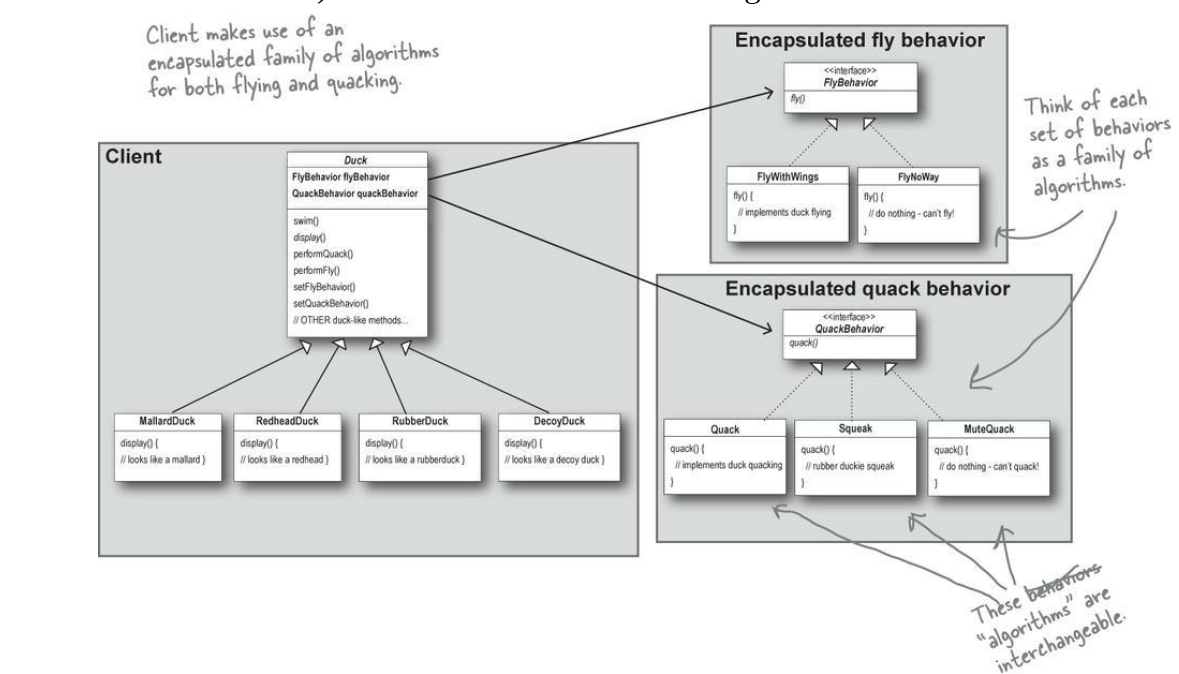 Client makes use of an
encapsulated family of algorithms
for both flying and quacking.
Encapsulated fly behavior
<<interface>>
FlyBehavior
fly()
FlyWithWings
fly() {
// implements duck flying
}
FlyNoWay
fly() {
// do nothing - can't fly!
}
Think of each
set of behaviors
as a family of
algorithms.
Client
Duck
FlyBehavior flyBehavior
QuackBehavior quackBehavior
swim()
display()
performQuack()
performFly()
setFlyBehavior()
setQuackBehavior()
// OTHER duck-like methods...
MallardDuck
display() {
// looks like a mallard }
RedheadDuck
display() {
// looks like a redhead }
RubberDuck
display() {
// looks like a rubberduck }
DecoyDuck
display() {
// looks like a decoy duck }
Encapsulated quack behavior
<<interface>>
QuackBehavior
quack()
Quack
quack() {
// implements duck quacking
}
Squeak
quack() {
// rubber duckie squeak
}
MuteQuack
quack() {
// do nothing - can't quack!
}
These behaviors
"algorithms" are
interchangeable.